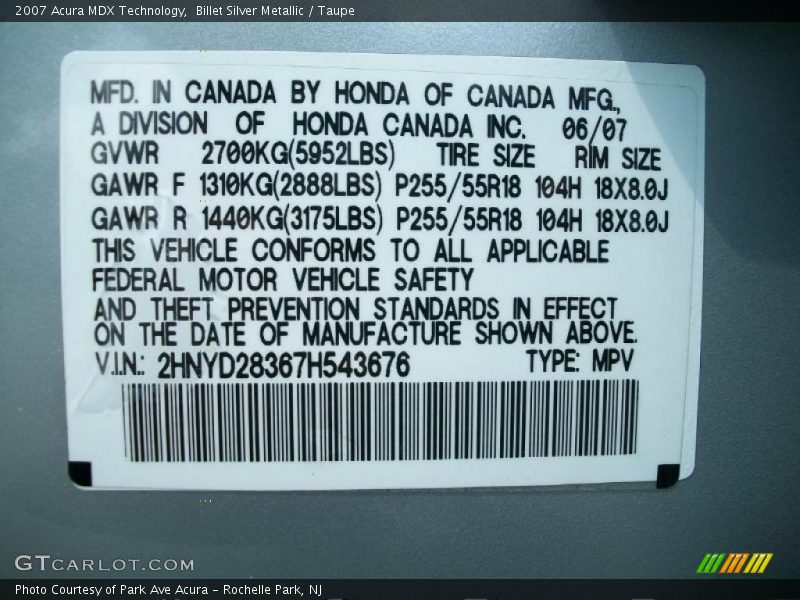 2007 Acura MDX Technology,  Billet Silver Metallic / Taupe
MFD. IN CANADA BY HONDA OF CANADA MFG.,
A DIVISION OF HONDA CANADA INC. 06/07
GVWR 2700KG(5952LBS) TIRE SIZE RIM SIZE
GAWR F 1310KG(2888LBS) P255/55R18 104H 18X8.0J
GAWR R 1440KG(3175LBS) P255/55R18 104H 18X8.0J
THIS VEHICLE CONFORMS TO ALL APPLICABLE
FEDERAL MOTOR VEHICLE SAFETY
AND THEFT PREVENTION STANDARDS IN EFFECT
ON THE DATE OF MANUFACTURE SHOWN ABOVE.
V.I.N.: 2HNYD28367H543676 TYPE: MPV
GTCARLOT.COM
Photo Courtesy of Park Ave Acura - Rochelle Park, NJ